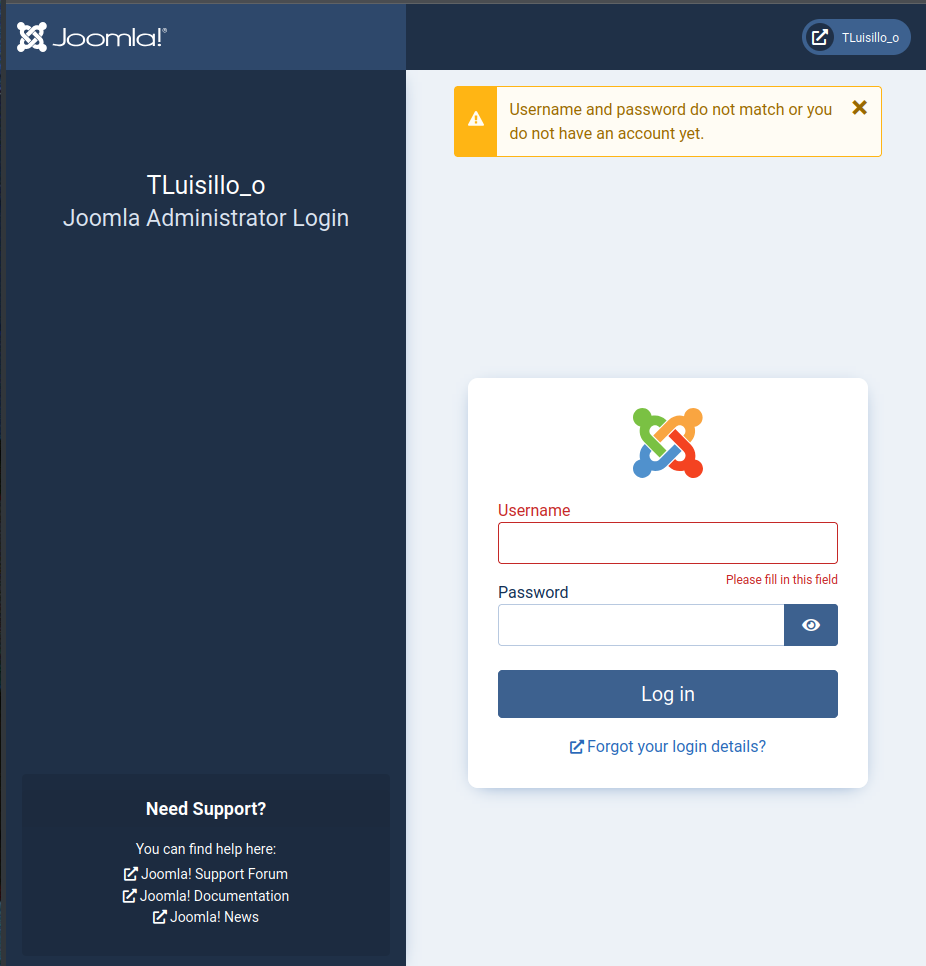 Joomla!®
TLuisillo_o
TLuisillo_o
Joomla Administrator Login
Username and password do not match or you
do not have an account yet.
Username
Please fill in this field
Password
Log in
Forgot your login details?
Need Support?
You can find help here:
Joomla! Support Forum
Joomla! Documentation
Joomla! News